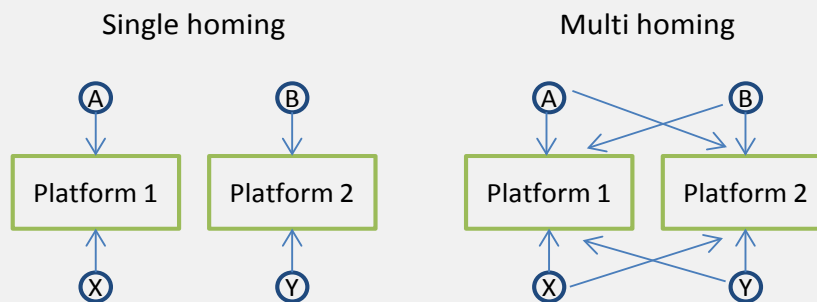 Single homing
Multi homing
A
B
A
B
Platform 1
Platform 2
Platform 1
Platform 2
X
Y
X
Y